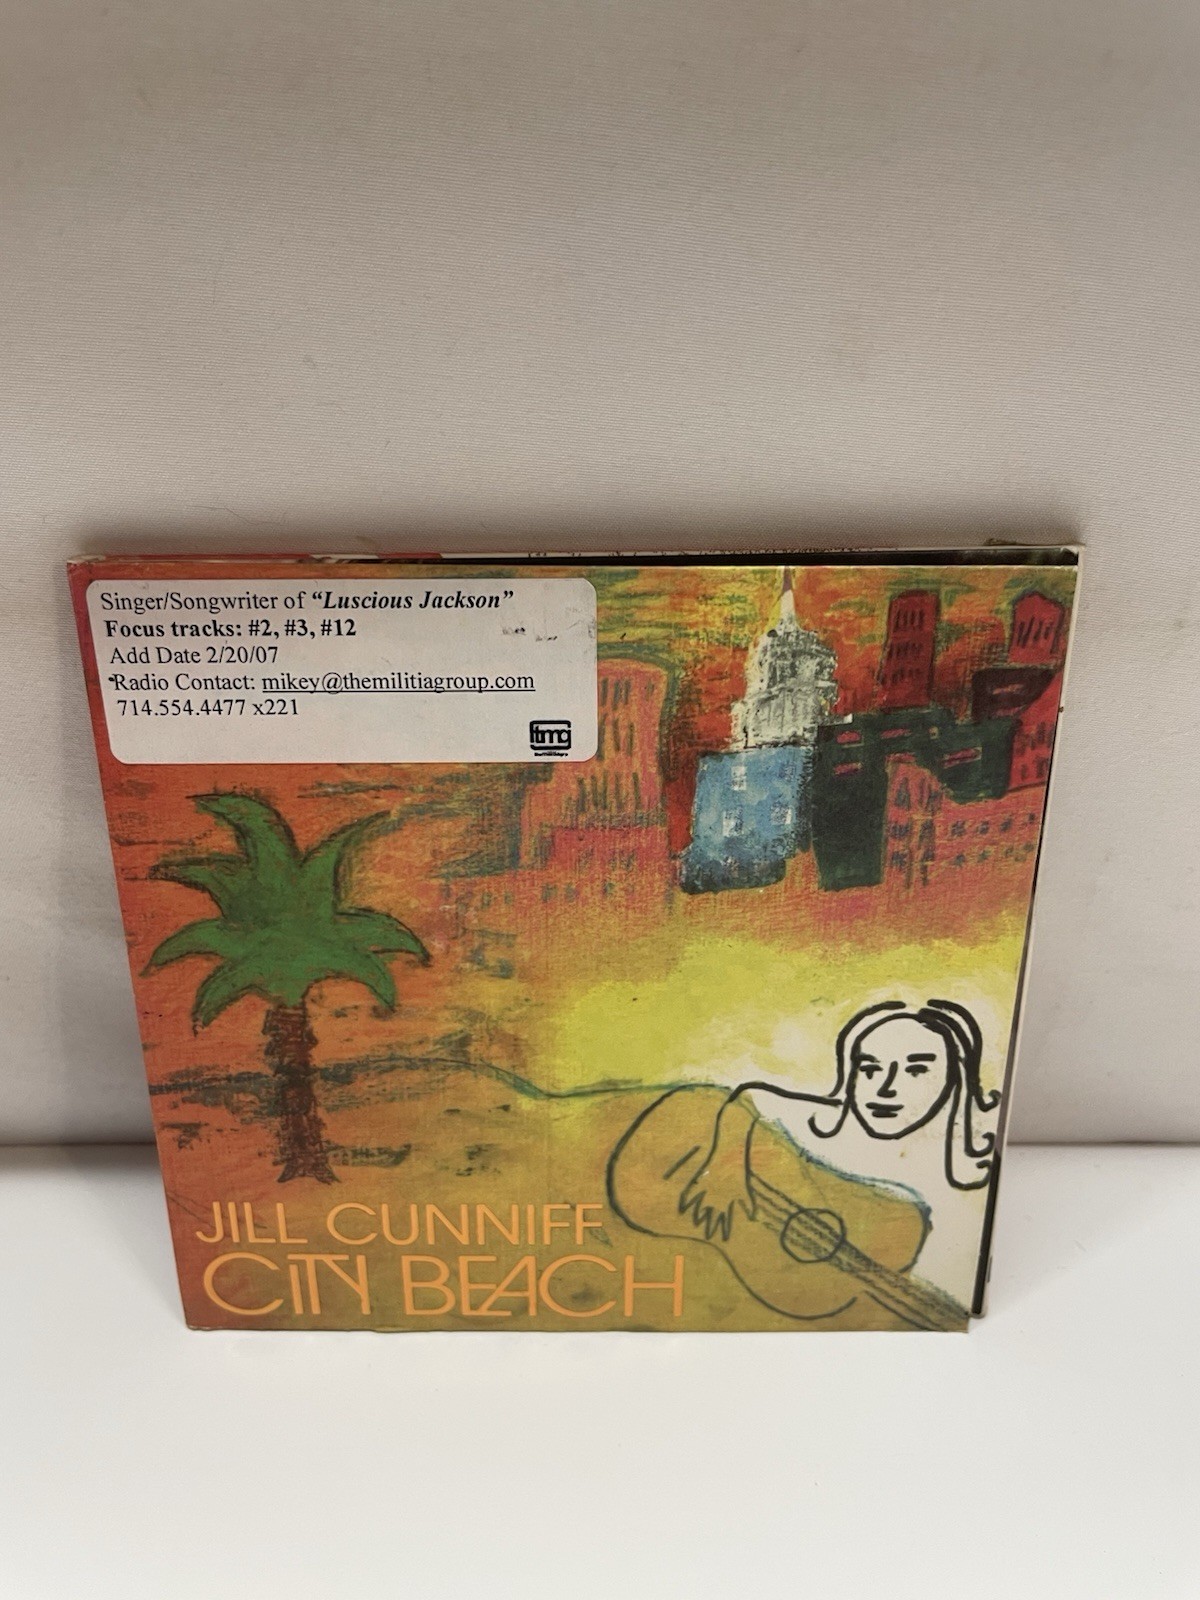 Singer/Songwriter of “Luscious Jackson”
Focus tracks: #2, #3, #12
Add Date 2/20/07
Radio Contact: mikey@themilitiagroup.com
714.554.4477 x221
tmg
JILL CUNNIFF
CiTY BEACH